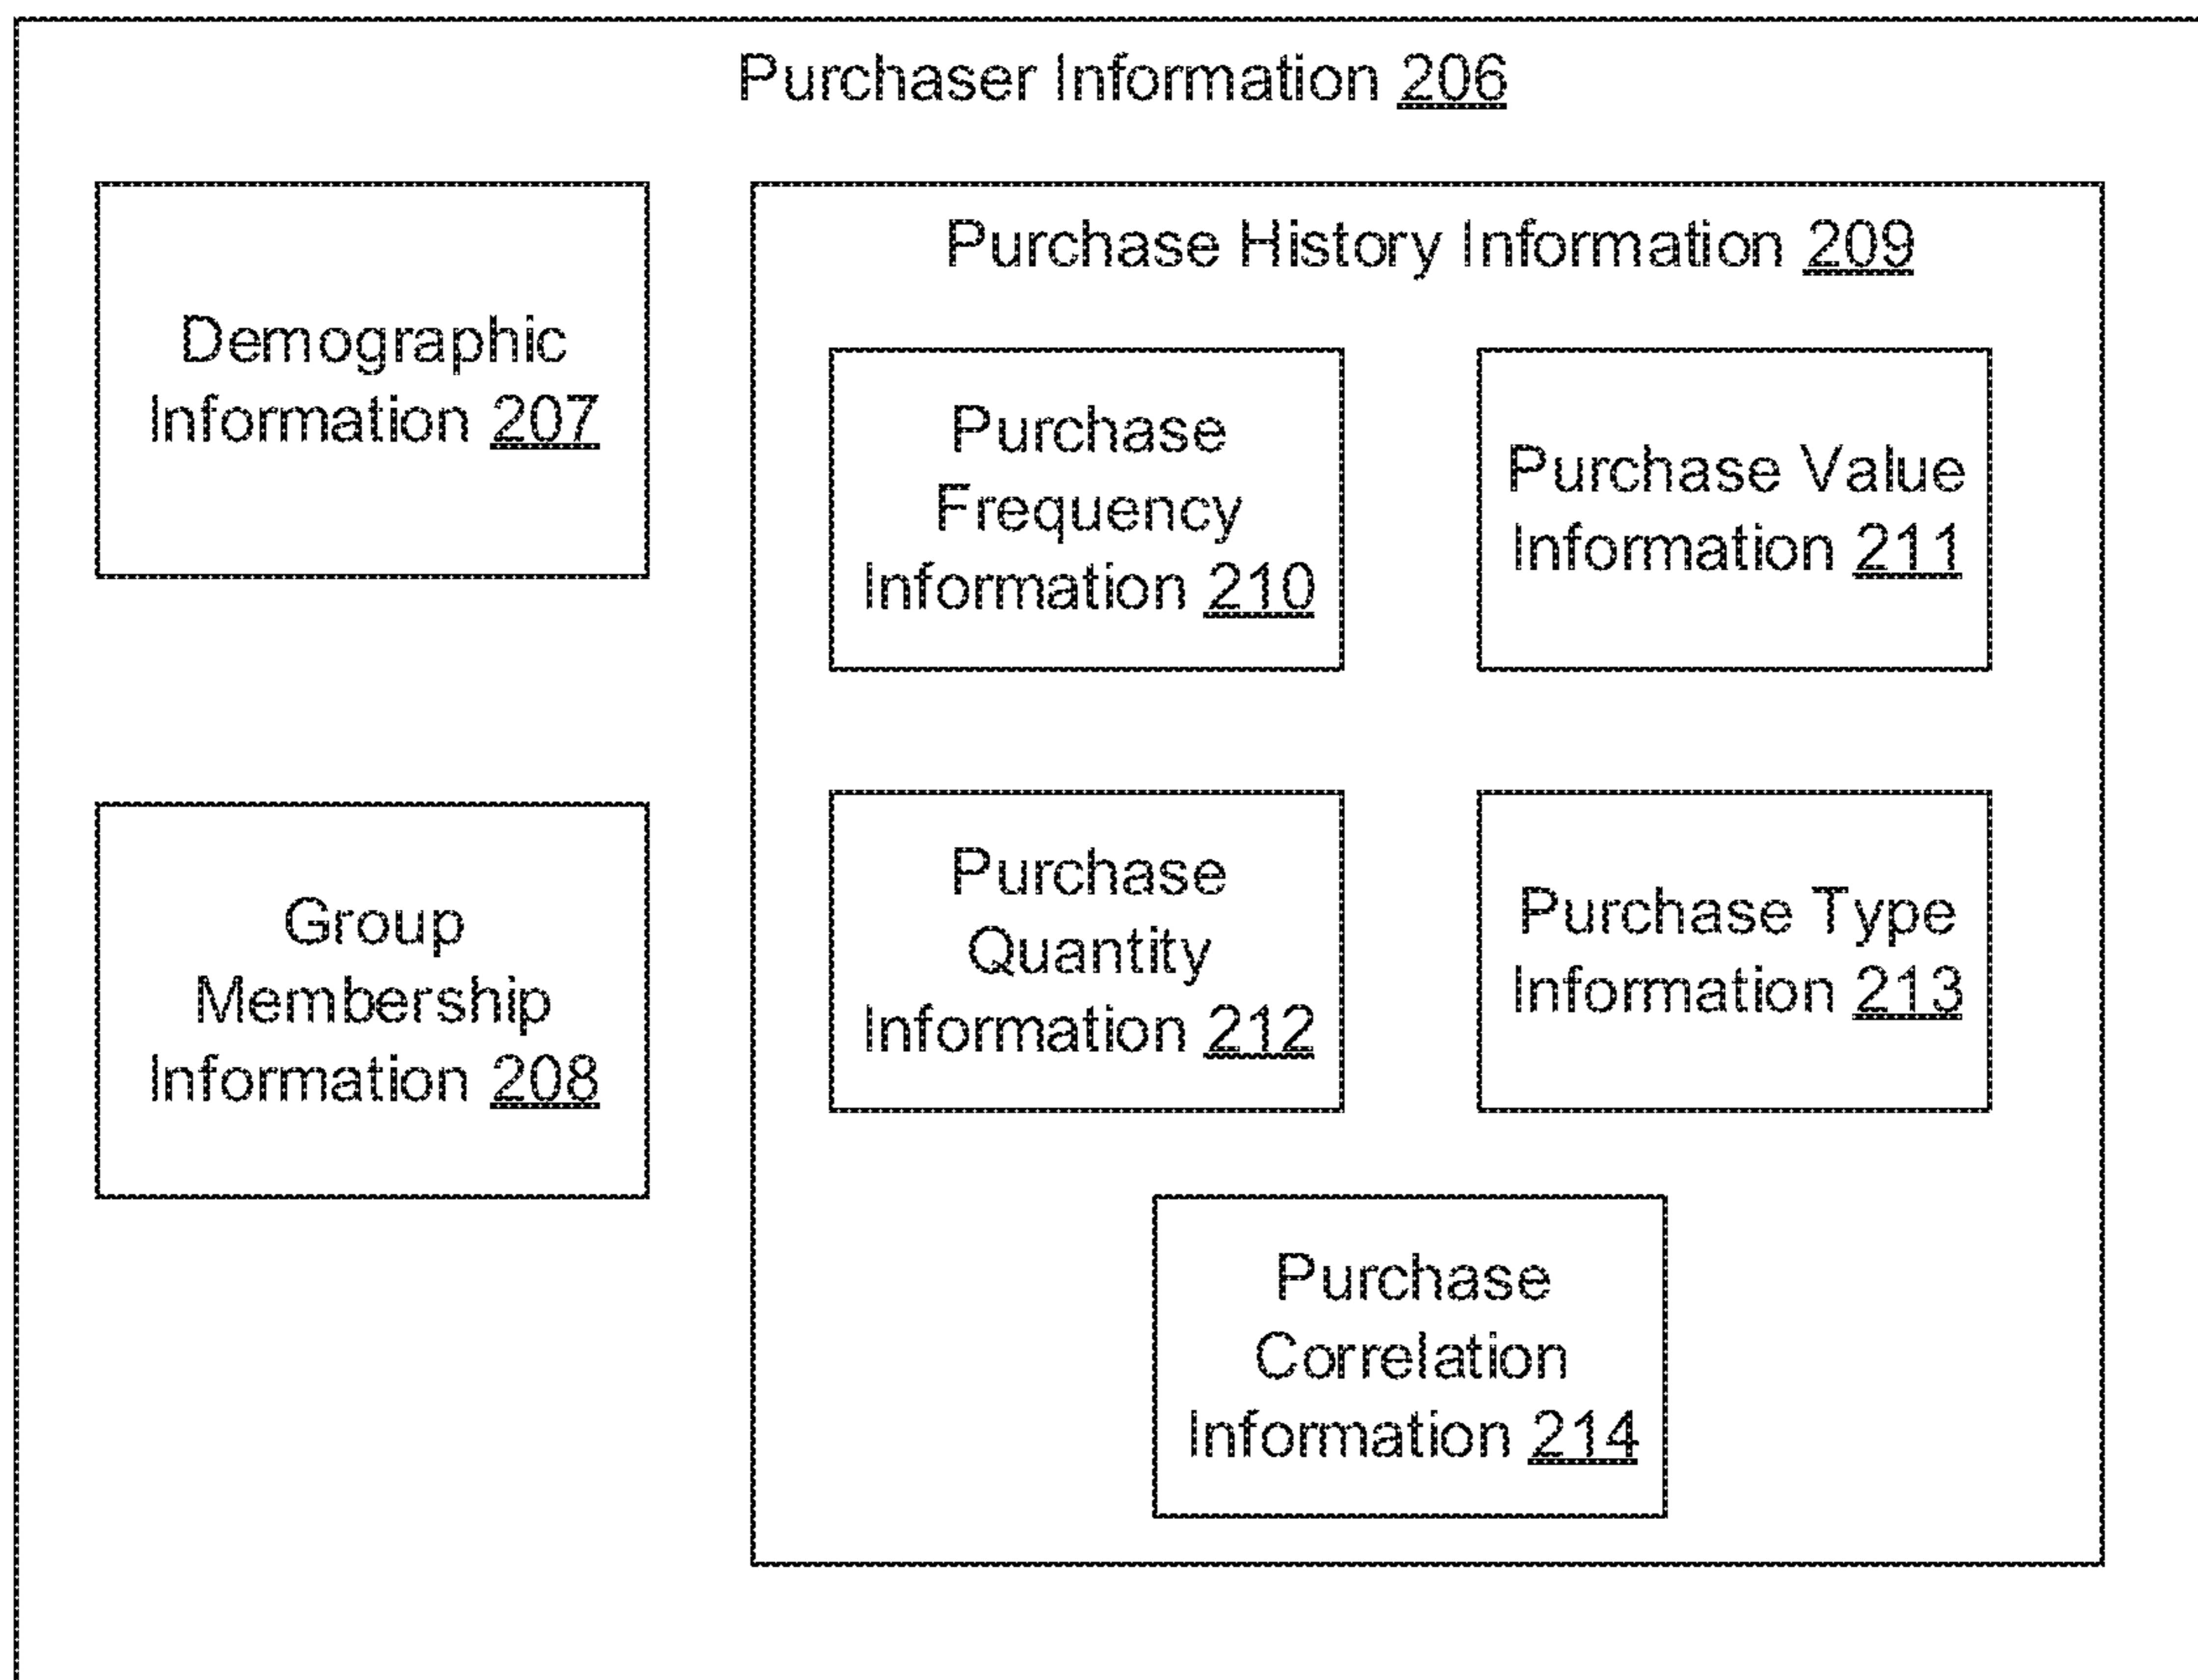 Purchaser Information 206
Demographic
Information 207
Group
Membership
Information 208
Purchase History Information 209
Purchase
Frequency
Information 210
Purchase Value
Information 211
Purchase
Quantity
Information 212
Purchase Type
Information 213
Purchase
Correlation
Information 214